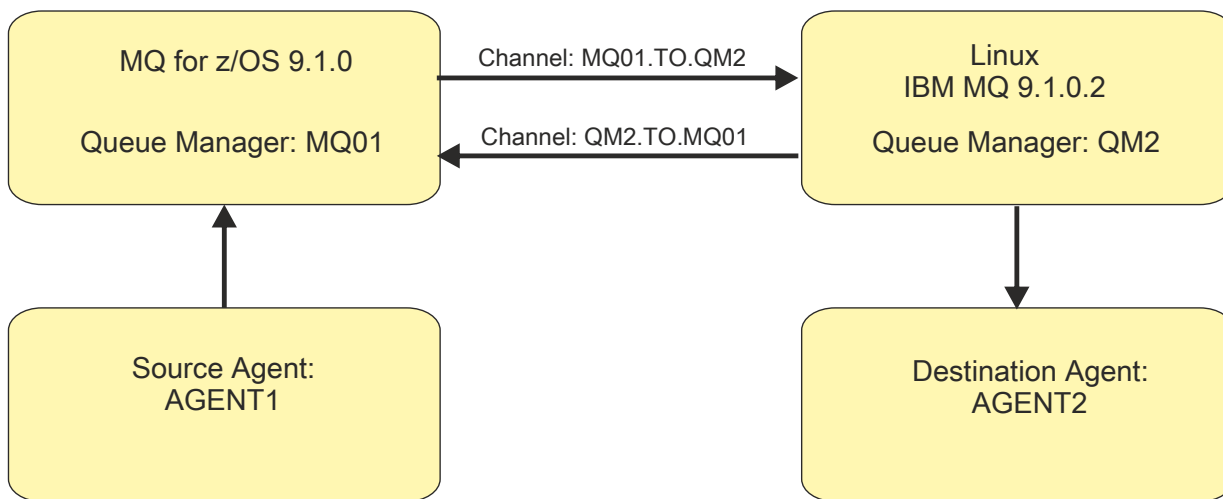 MQ for z/OS 9.1.0
Queue Manager: MQ01
Channel: MQ01.TO.QM2
Channel: QM2.TO.MQ01
Linux
IBM MQ 9.1.0.2
Queue Manager: QM2
Source Agent:
AGENT1
Destination Agent:
AGENT2